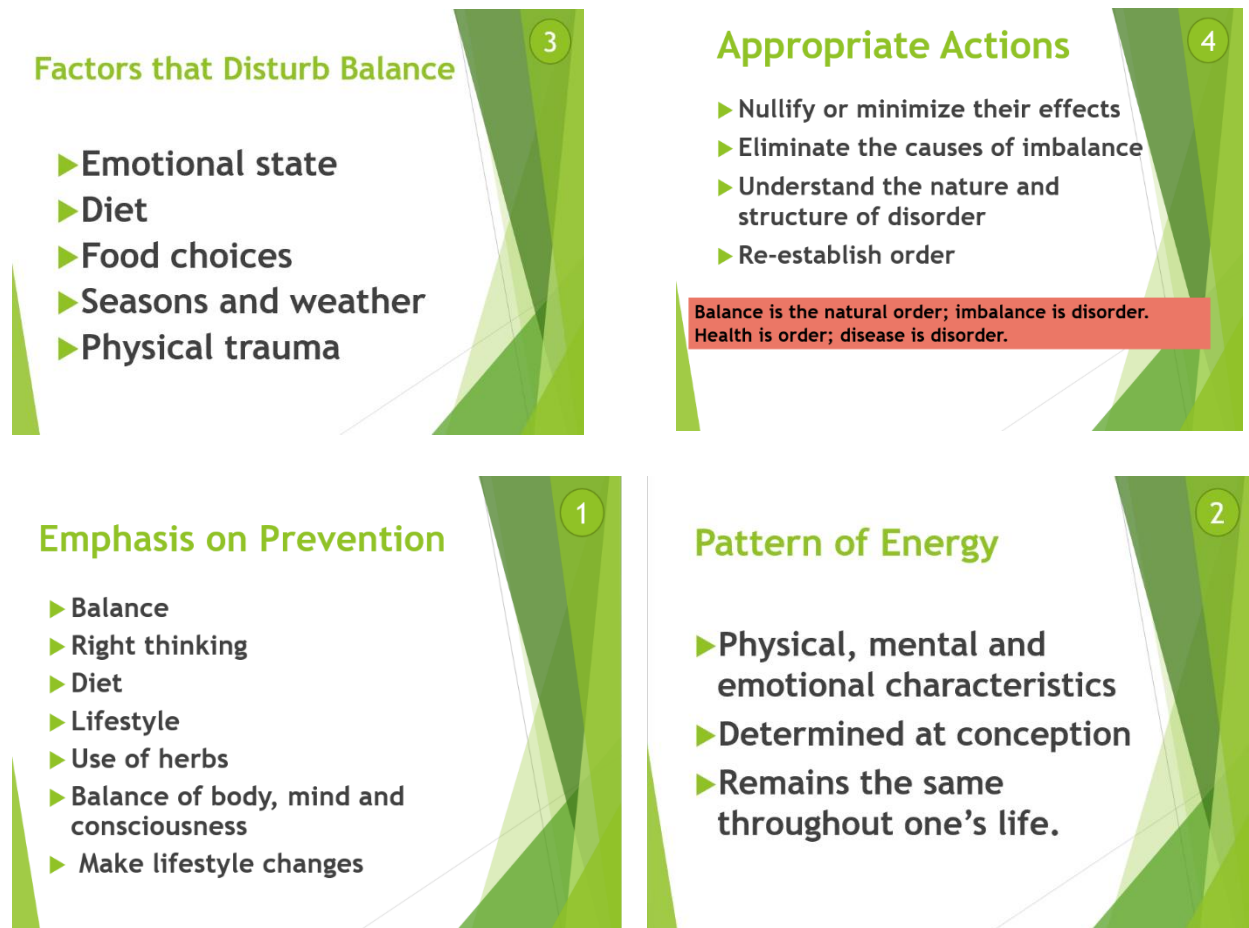 3
Factors that Disturb Balance
Emotional state
Diet
Food choices
Seasons and weather
Physical trauma
4
Appropriate Actions
Nullify or minimize their effects
Eliminate the causes of imbalance
Understand the nature and
structure of disorder
Re-establish order
Balance is the natural order; imbalance is disorder.
Health is order; disease is disorder.
1
Emphasis on Prevention
Balance
Right thinking
Diet
Lifestyle
Use of herbs
Balance of body, mind and
consciousness
Make lifestyle changes
2
Pattern of Energy
Physical, mental and
emotional characteristics
Determined at conception
Remains the same
throughout one’s life.